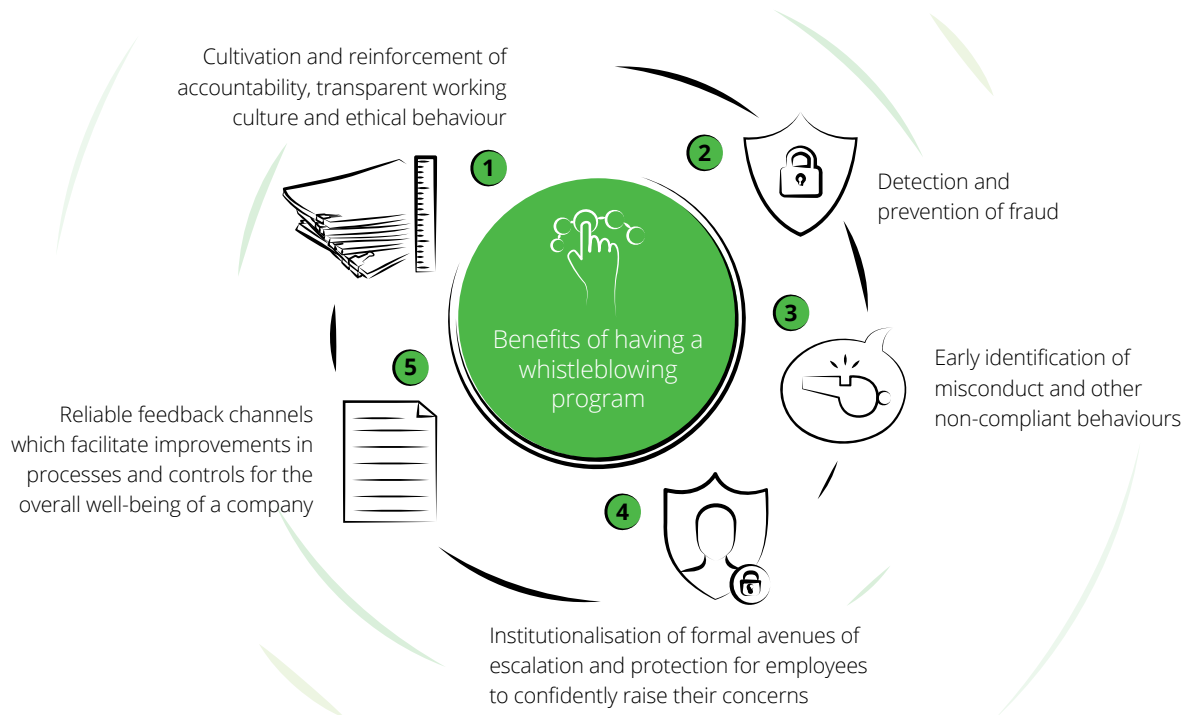 Benefits of having a
whistleblowing
program
1
Cultivation and reinforcement of
accountability, transparent working
culture and ethical behaviour
2
Detection and
prevention of fraud
3
Early identification of
misconduct and other
non-compliant behaviours
4
Institutionalisation of formal avenues of
escalation and protection for employees
to confidently raise their concerns
5
Reliable feedback channels
which facilitate improvements in
processes and controls for the
overall well-being of a company